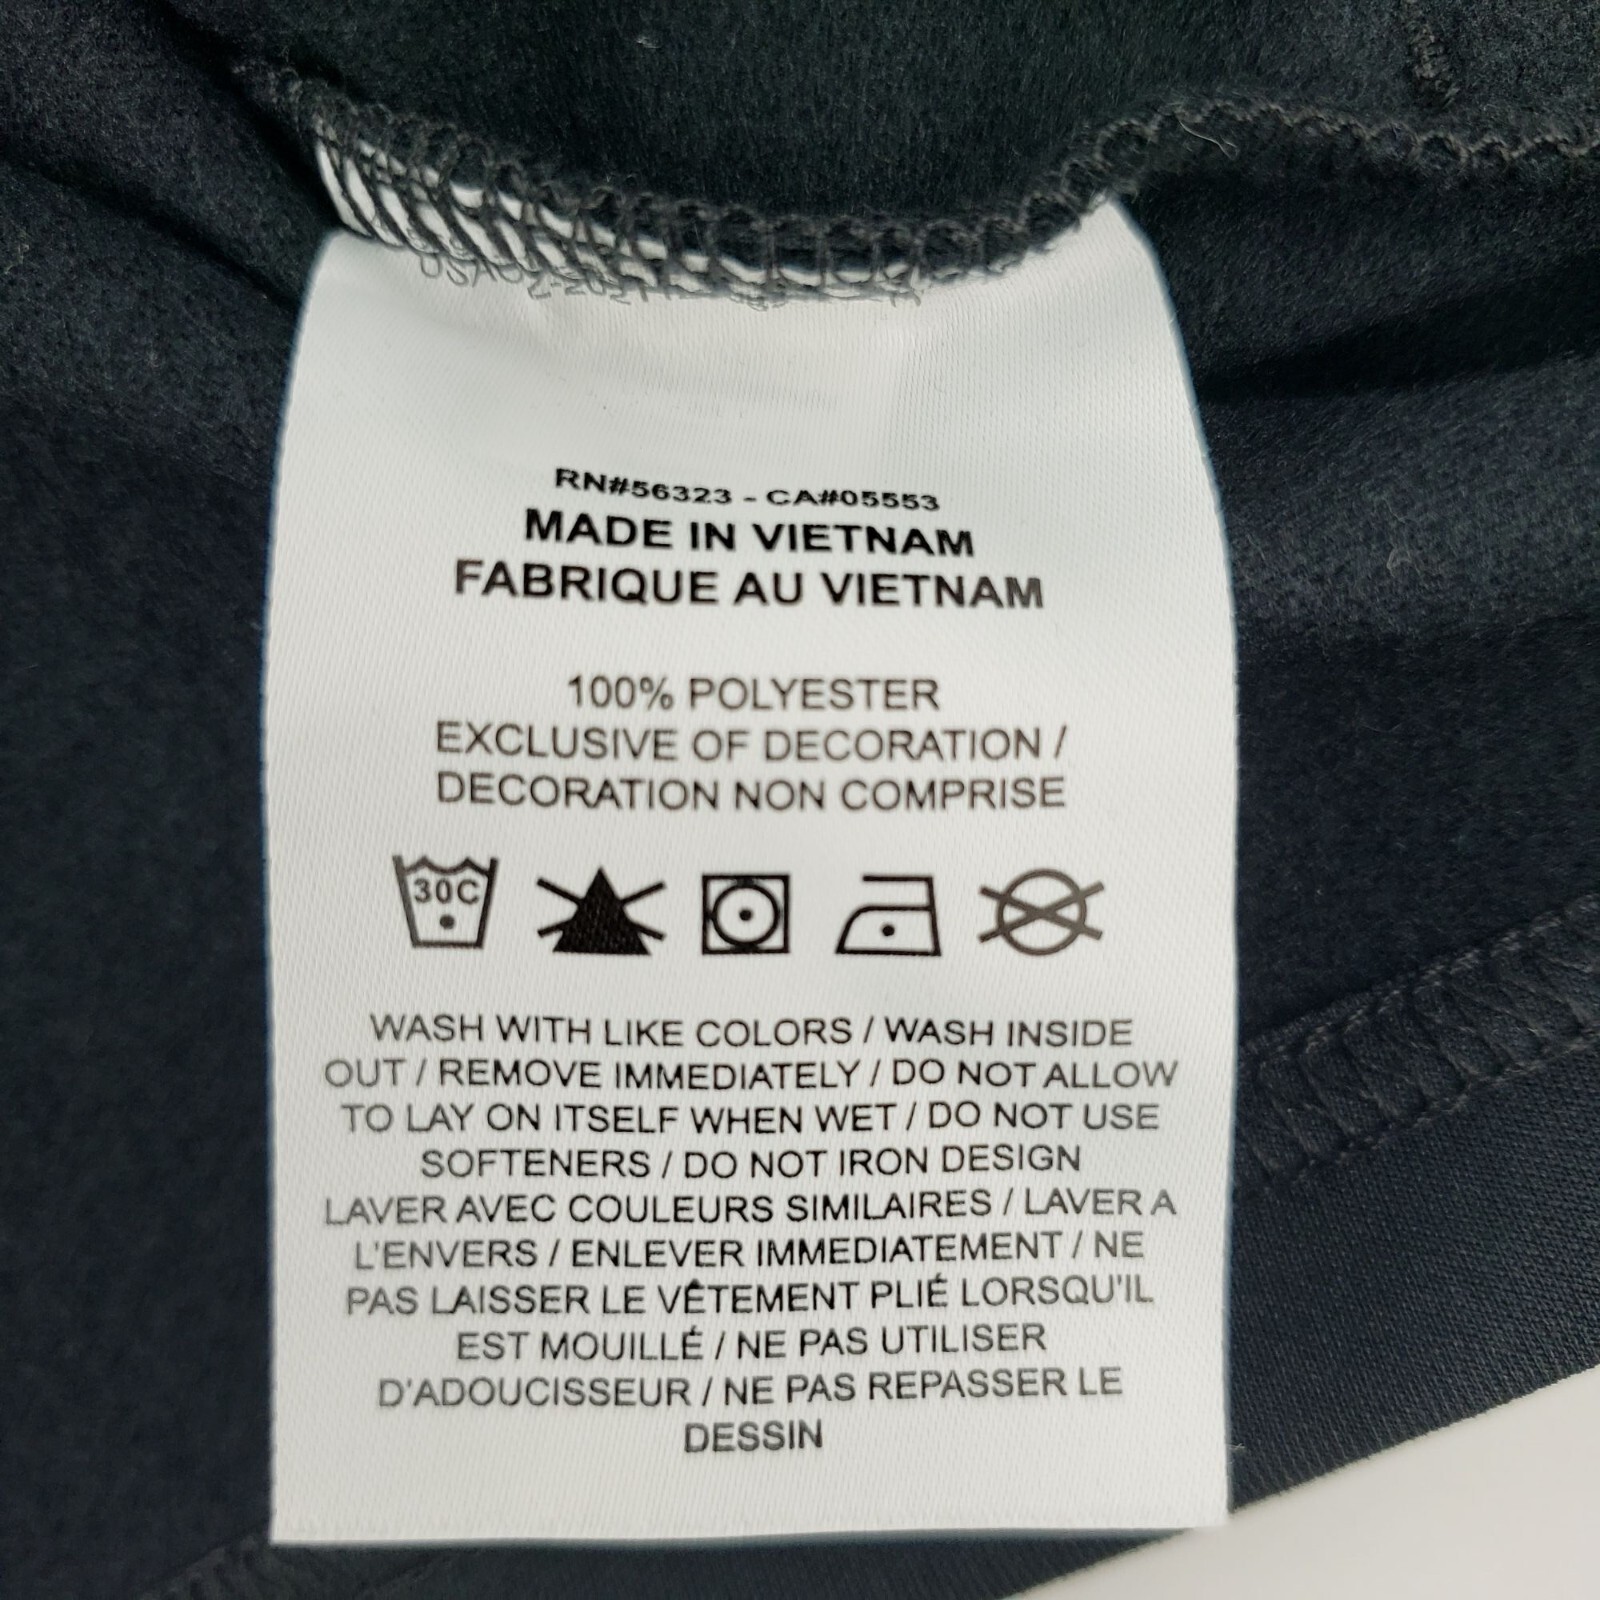 RN#56323 - CA#05553
MADE IN VIETNAM
FABRIQUE AU VIETNAM
100% POLYESTER
EXCLUSIVE OF DECORATION /
DECORATION NON COMPRISE
30C
WASH WITH LIKE COLORS / WASH INSIDE
OUT / REMOVE IMMEDIATELY / DO NOT ALLOW
TO LAY ON ITSELF WHEN WET / DO NOT USE
SOFTENERS / DO NOT IRON DESIGN
LAVER AVEC COULEURS SIMILAIRES / LAVER A
L'ENVERS / ENLEVER IMMEDIATEMENT / NE
PAS LAISSER LE VÊTEMENT PLIÉ LORSQU'IL
EST MOUILLÉ / NE PAS UTILISER
D'ADOUCISSEUR / NE PAS REPASSER LE
DESSIN